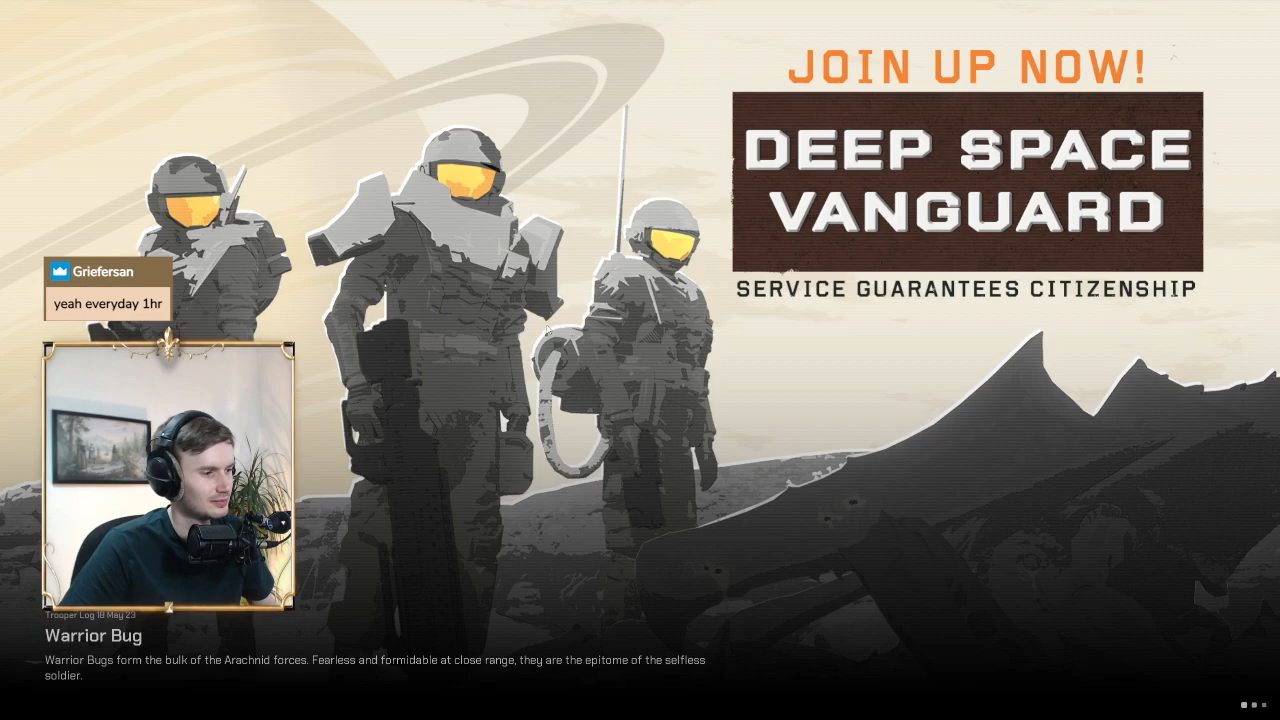 JOIN UP NOW!
DEEP SPACE
VANGUARD
SERVICE GUARANTEES CITIZENSHIP
Griefersan
yeah everyday 1hr
Trooper Log 18 May 23
Warrior Bug
Warrior Bugs form the bulk of the Arachnid forces. Fearless and formidable at close range, they are the epitome of the selfless
soldier.